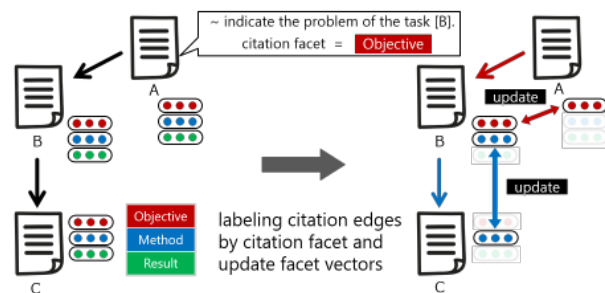 ~ indicate the problem of the task [B].
citation facet = Objective
A
B
C
Objective
Method
Result
labeling citation edges
by citation facet and
update facet vectors
A
update
B
update
C